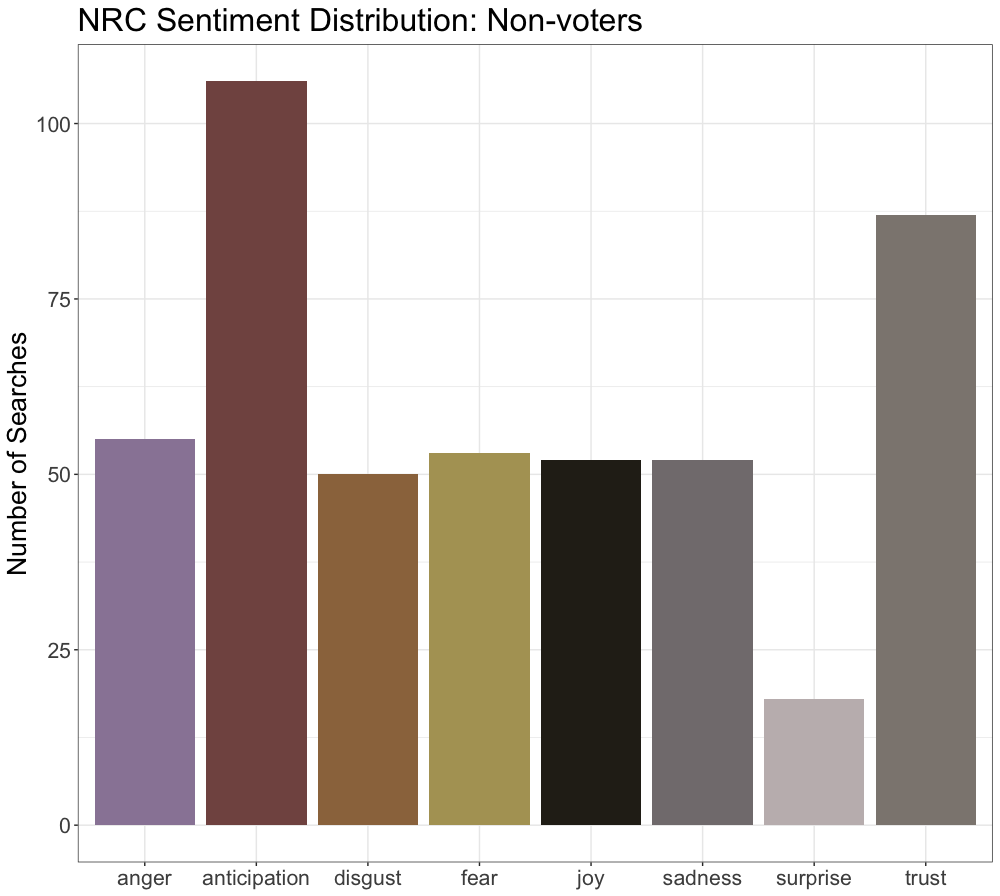 NRC Sentiment Distribution: Non-voters
Number of Searches
100
75
50
25
0
anger anticipation disgust fear joy sadness surprise trust